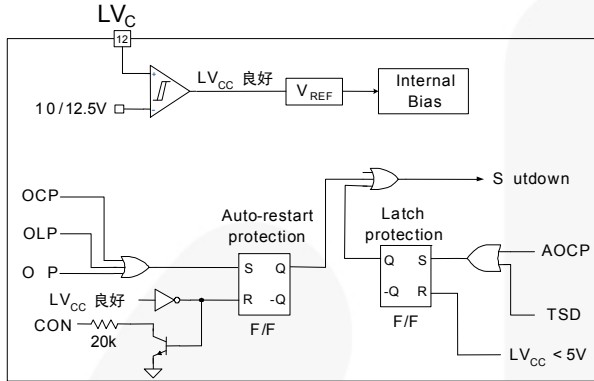 LVC
12
LVCC 良好
VREF
Internal
Bias
10/12.5V
S utdown
OCP
OLP
O P
Auto-restart
protection
Latch
protection
S Q
R -Q
F/F
Q S
-Q R
F/F
AOCP
TSD
LVCC 良好
CON
20k
LVCC < 5V